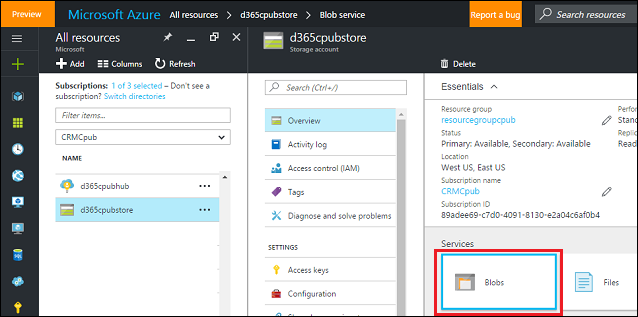 Preview
Microsoft Azure All resources > d365cpubstore > Blob service
Report a bug
Search resources
All resources
Microsoft
Add Columns Refresh
Subscriptions: 1 of 3 selected – Don't see a
subscription? Switch directories
Filter items...
CRMCpub
NAME
d365cpubhub
d365cpubstore
d365cpubstore
Storage account
Search (Ctrl+/)
Overview
Activity log
Access control (IAM)
Tags
Diagnose and solve problems
SETTINGS
Access keys
Configuration
Delete
Essentials
Resource group
resourcegroupcpub
Status
Primary: Available, Secondary: Available
Location
West US, East US
Subscription name
CRMCpub
Subscription ID
89adee69-c7d0-4091-8130-e2a04c6af0b4
Perfor
Stand
Replic
Read
Services
Blobs
Files